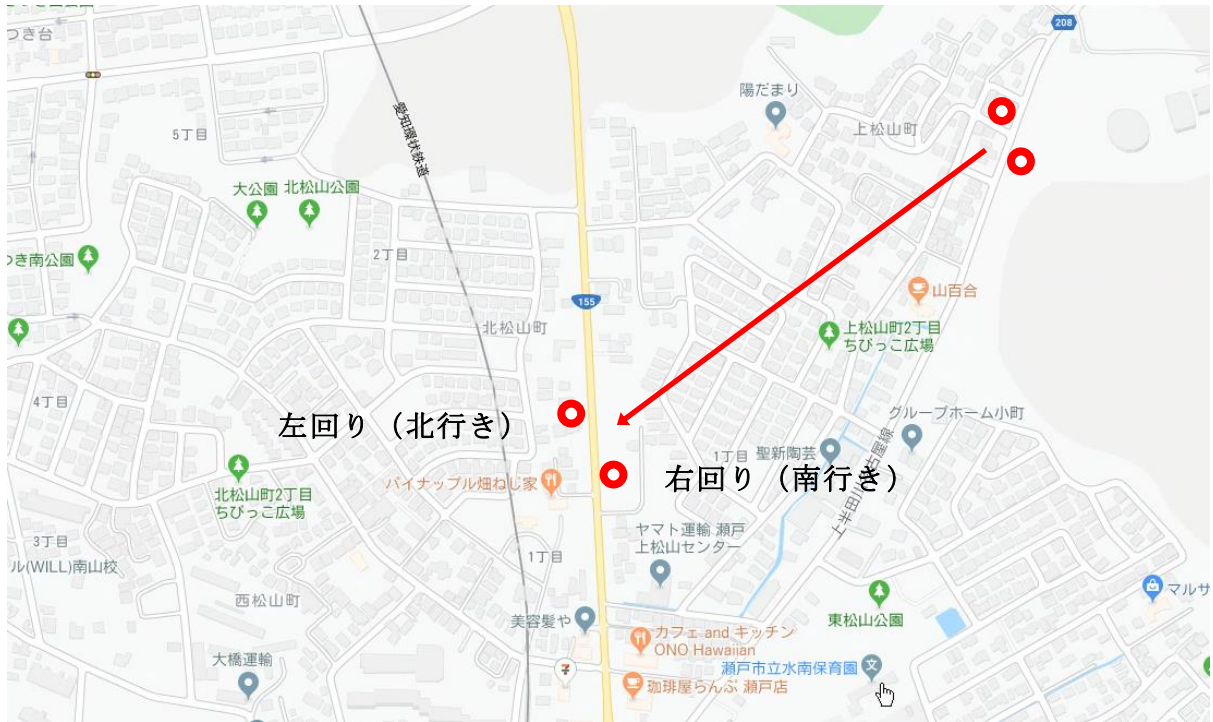 つき台
208
陽だまり
上松山町
5丁目
愛知環状鉄道
大公園
北松山公園
2丁目
つき南公園
155
山百合
北松山町
上松山町2丁目
ちびっこ広場
4丁目
左回り（北行き）
グループホーム小町
1丁目
聖新陶芸
右回り（南行き）
パイナップル畑ねじ家
北松山町2丁目
ちびっこ広場
ヤマト運輸 瀬戸
上松山センター
3丁目
ル(WILL)南山校
1丁目
西松山町
美容髪や
東松山公園
マルサ
カフェ and キッチン
ONO Hawaiian
瀬戸市立水南保育園
文
大橋運輸
珈琲屋らんぷ 瀬戸店